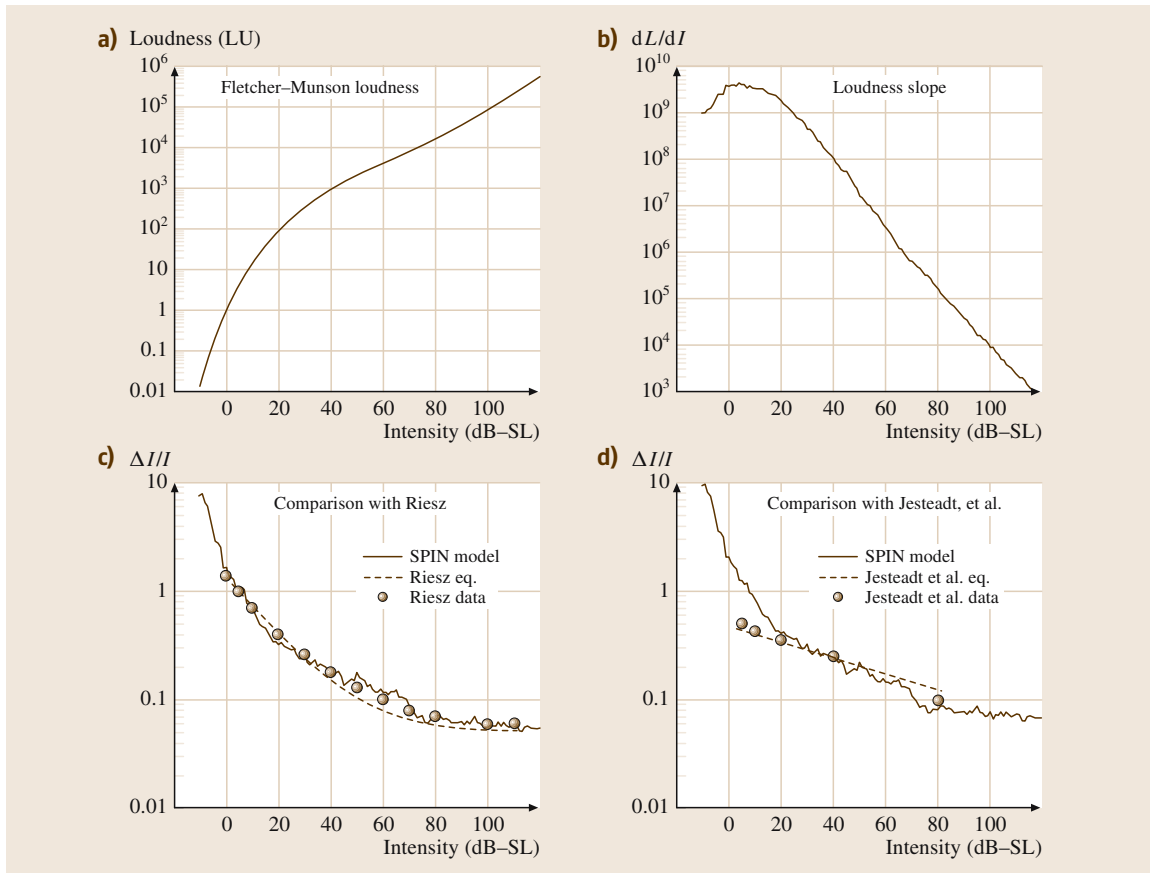 a) Loudness (LU)
10^6
10^5
10^4
10^3
10^2
10
1
0.1
0.01
Fletcher–Munson loudness
0 20 40 60 80 100
Intensity (dB–SL)
b) dL/dI
10^10
10^9
10^8
10^7
10^6
10^5
10^4
10^3
Loudness slope
0 20 40 60 80 100
Intensity (dB–SL)
c) ΔI/I
10
1
0.1
0.01
Comparison with Riesz
SPIN model
Riesz eq.
Riesz data
0 20 40 60 80 100
Intensity (dB–SL)
d) ΔI/I
10
1
0.1
0.01
Comparison with Jesteadt, et al.
SPIN model
Jesteadt et al. eq.
Jesteadt et al. data
0 20 40 60 80 100
Intensity (dB–SL)